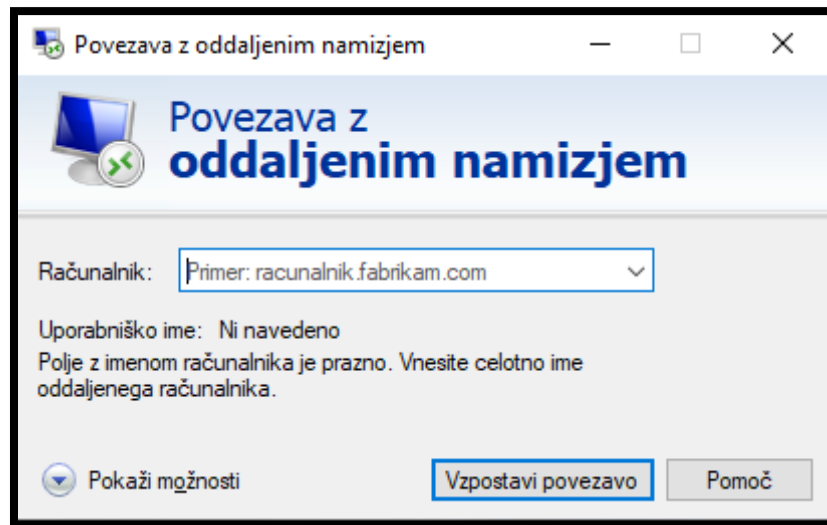 Povezava z oddaljenim namizjem
Povezava z
oddaljenim namizjem
Računalnik:
Primer: racunalnik.fabrikam.com
Uporabniško ime: Ni navedeno
Polje z imenom računalnika je prazno. Vnesite celotno ime
oddaljenega računalnika.
Pokaži možnosti
Vzpostavi povezavo
Pomoč